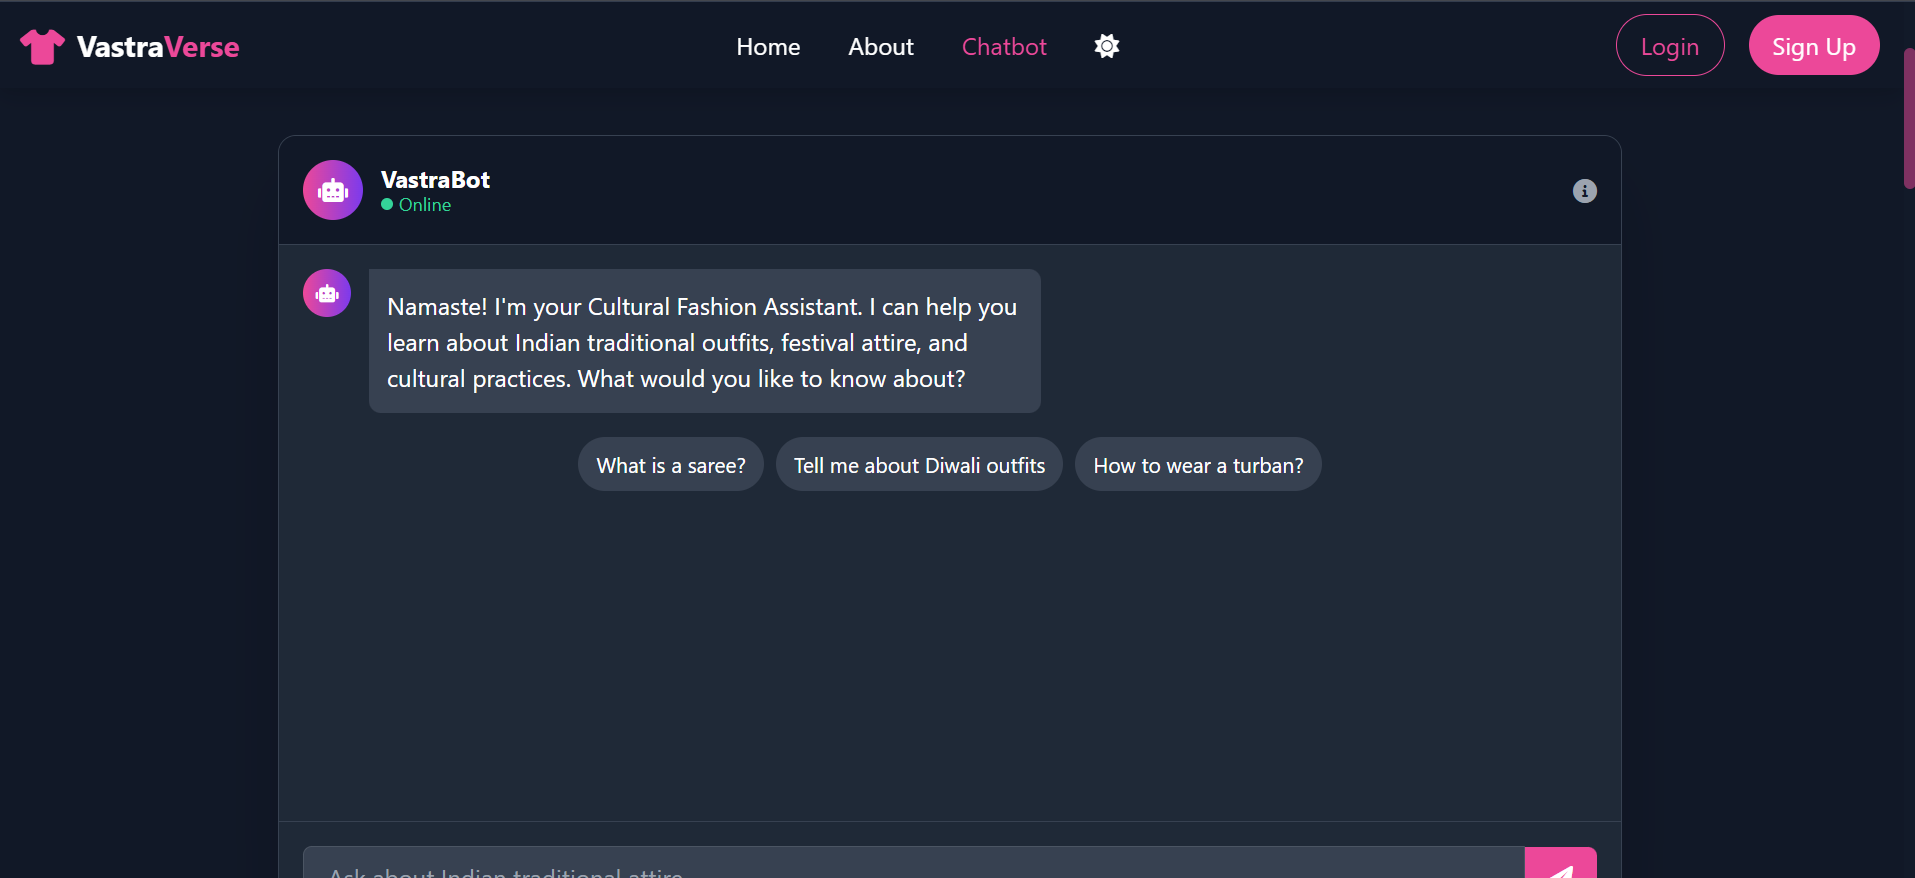 VastraVerse
Home About Chatbot
Login Sign Up
VastraBot
Online
Namaste! I'm your Cultural Fashion Assistant. I can help you
learn about Indian traditional outfits, festival attire, and
cultural practices. What would you like to know about?
What is a saree? Tell me about Diwali outfits How to wear a turban?
Ask about Indian traditional attire